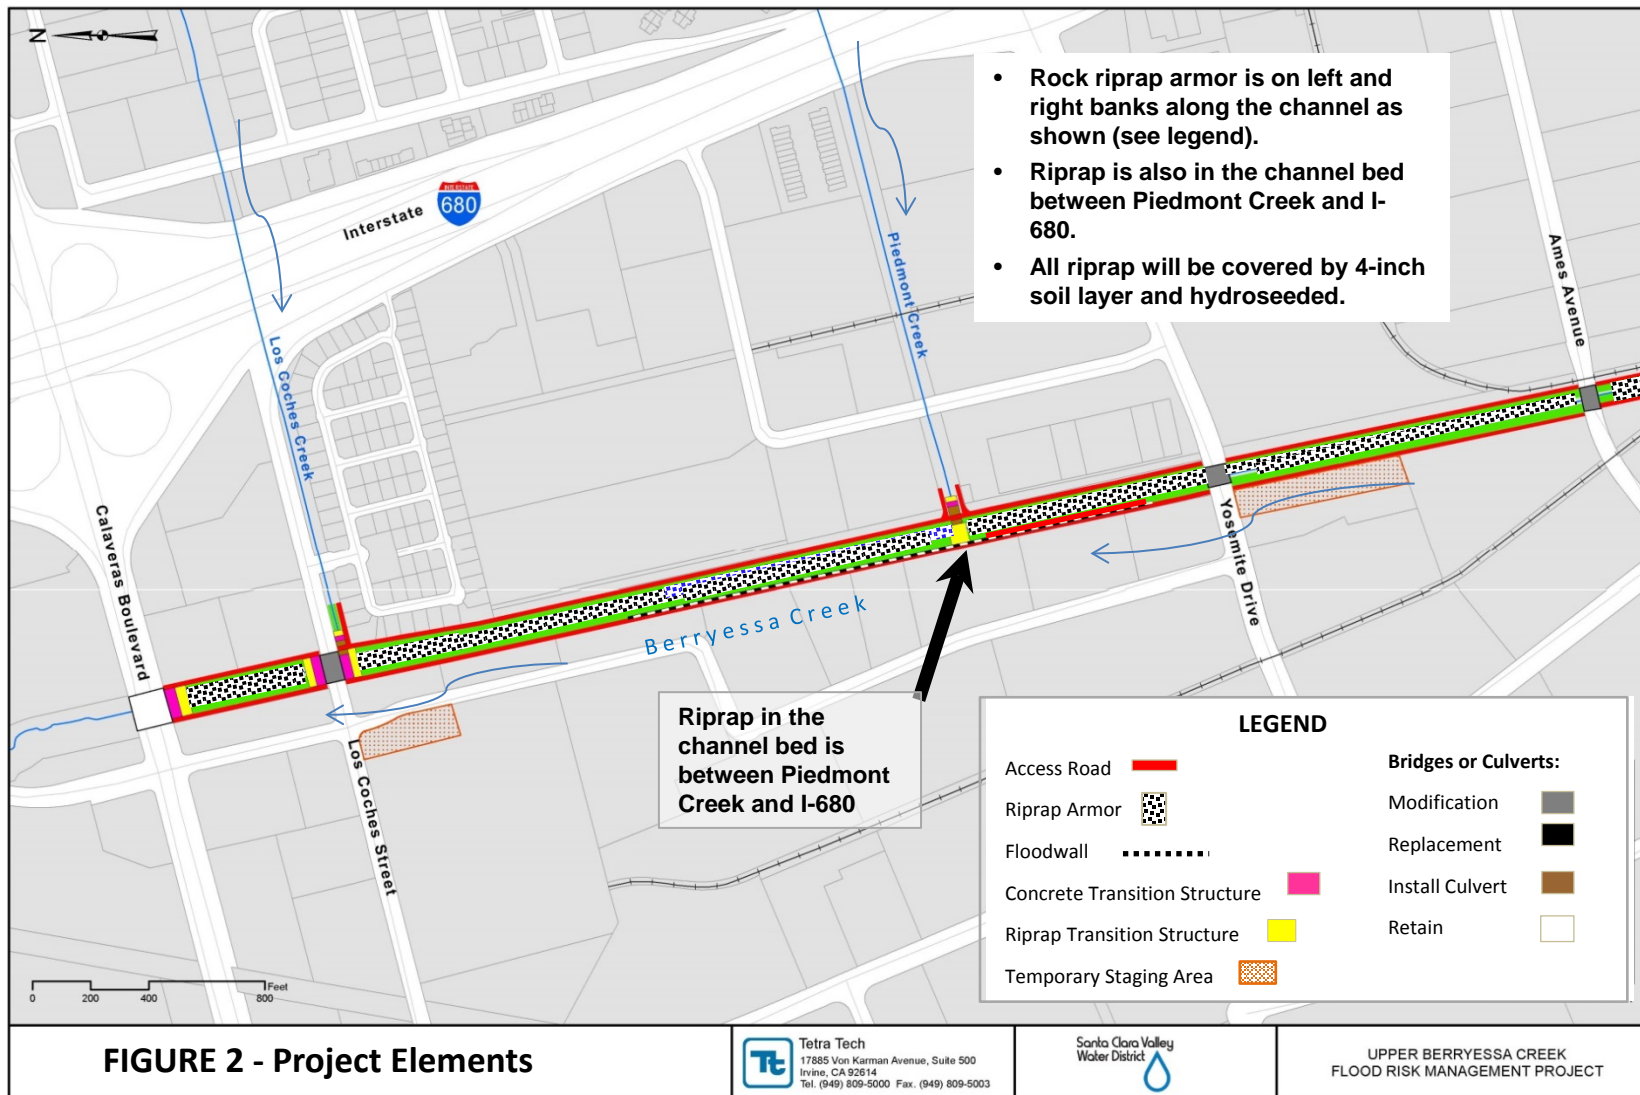 N
• Rock riprap armor is on left and
right banks along the channel as
shown (see legend).
• Riprap is also in the channel bed
between Piedmont Creek and I-
680.
• All riprap will be covered by 4-inch
soil layer and hydroseeded.
INTERSTATE
680
Interstate
Los Coches Creek
Piedmont Creek
Ames Avenue
Calaveras Boulevard
Yosemite Drive
Berryessa Creek
Los Coches Street
Riprap in the
channel bed is
between Piedmont
Creek and I-680
LEGEND
Access Road
Riprap Armor
Floodwall
Concrete Transition Structure
Riprap Transition Structure
Temporary Staging Area
Bridges or Culverts:
Modification
Replacement
Install Culvert
Retain
Feet
0 200 400 800
FIGURE 2 - Project Elements
Tt
Tetra Tech
17885 Von Karman Avenue, Suite 500
Irvine, CA 92614
Tel. (949) 809-5000 Fax. (949) 809-5003
Santa Clara Valley
Water District
UPPER BERRYESSA CREEK
FLOOD RISK MANAGEMENT PROJECT